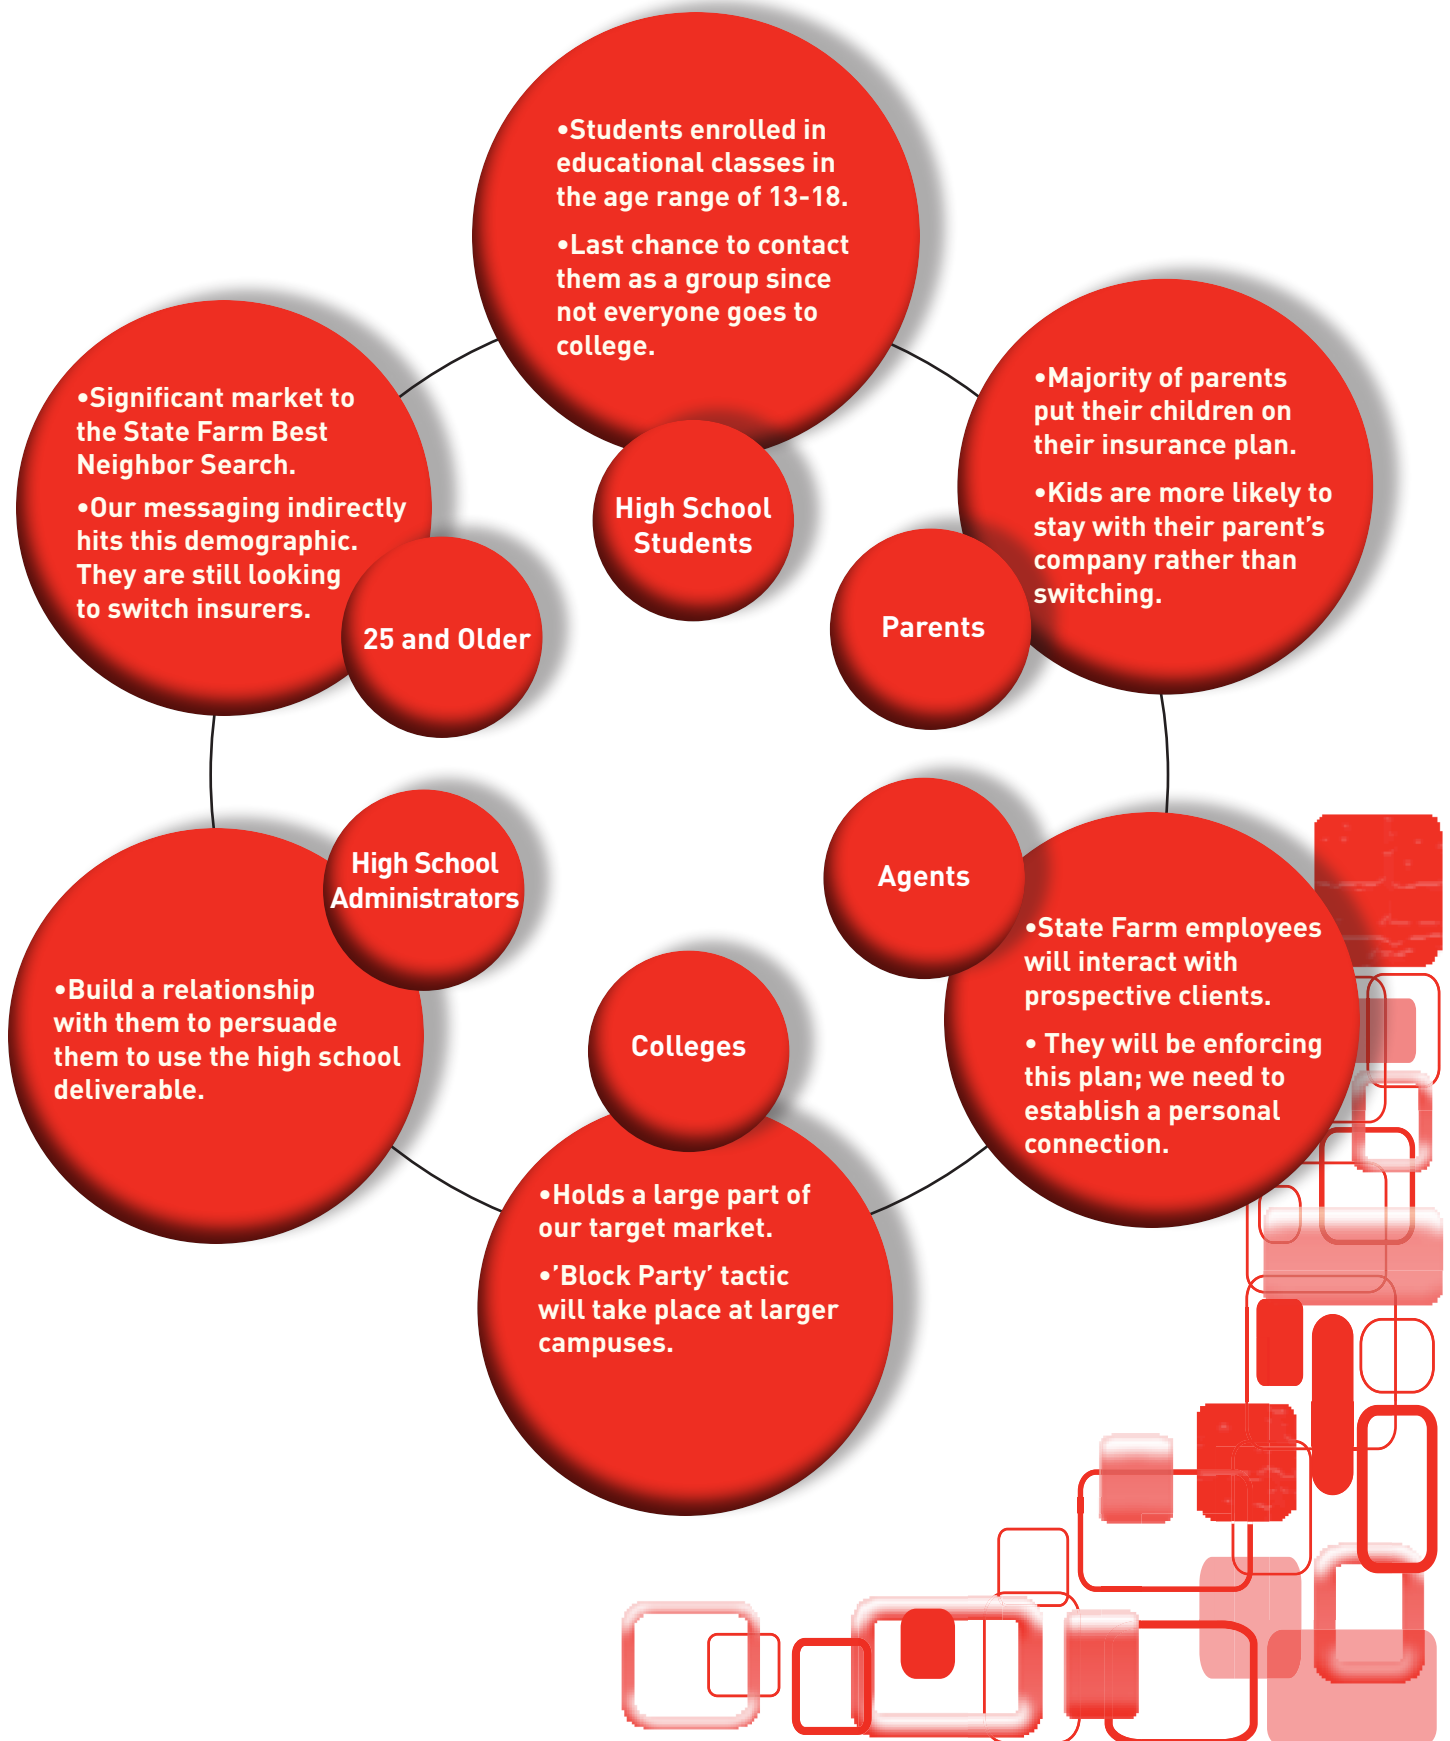 •Students enrolled in
educational classes in
the age range of 13-18.
•Last chance to contact
them as a group since
not everyone goes to
college.
High School
Students
•Majority of parents
put their children on
their insurance plan.
•Kids are more likely to
stay with their parent's
company rather than
switching.
Parents
•Significant market to
the State Farm Best
Neighbor Search.
•Our messaging indirectly
hits this demographic.
They are still looking
to switch insurers.
25 and Older
High School
Administrators
•Build a relationship
with them to persuade
them to use the high school
deliverable.
Agents
•State Farm employees
will interact with
prospective clients.
• They will be enforcing
this plan; we need to
establish a personal
connection.
Colleges
•Holds a large part of
our target market.
•’Block Party’ tactic
will take place at larger
campuses.